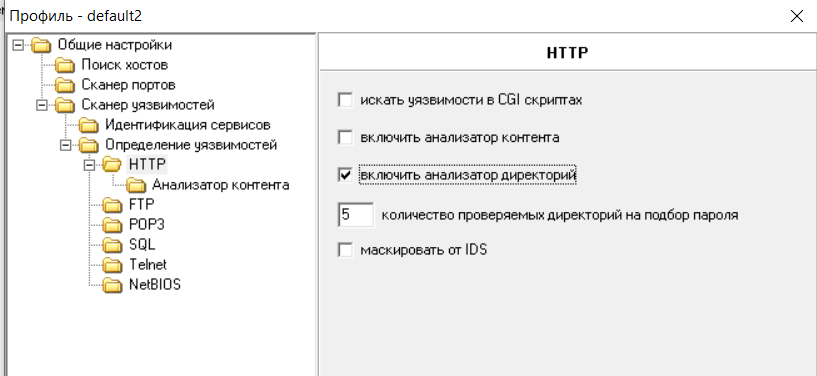 Профиль - default2
Общие настройки
Поиск хостов
Сканер портов
Сканер уязвимостей
Идентификация сервисов
Определение уязвимостей
HTTP
Анализатор контента
FTP
POP3
SQL
Telnet
NetBIOS
HTTP
искать уязвимости в CGI скриптах
включить анализатор контента
включить анализатор директорий
5 количество проверяемых директорий на подбор пароля
маскировать от IDS